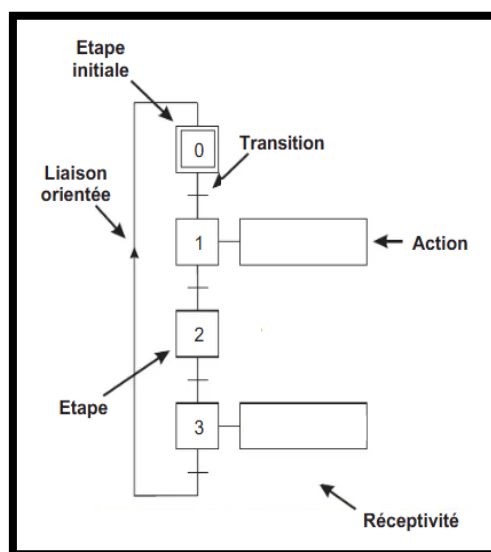 Etape
initiale
0
Transition
Liaison
orientée
1
Action
2
Etape
3
Réceptivité